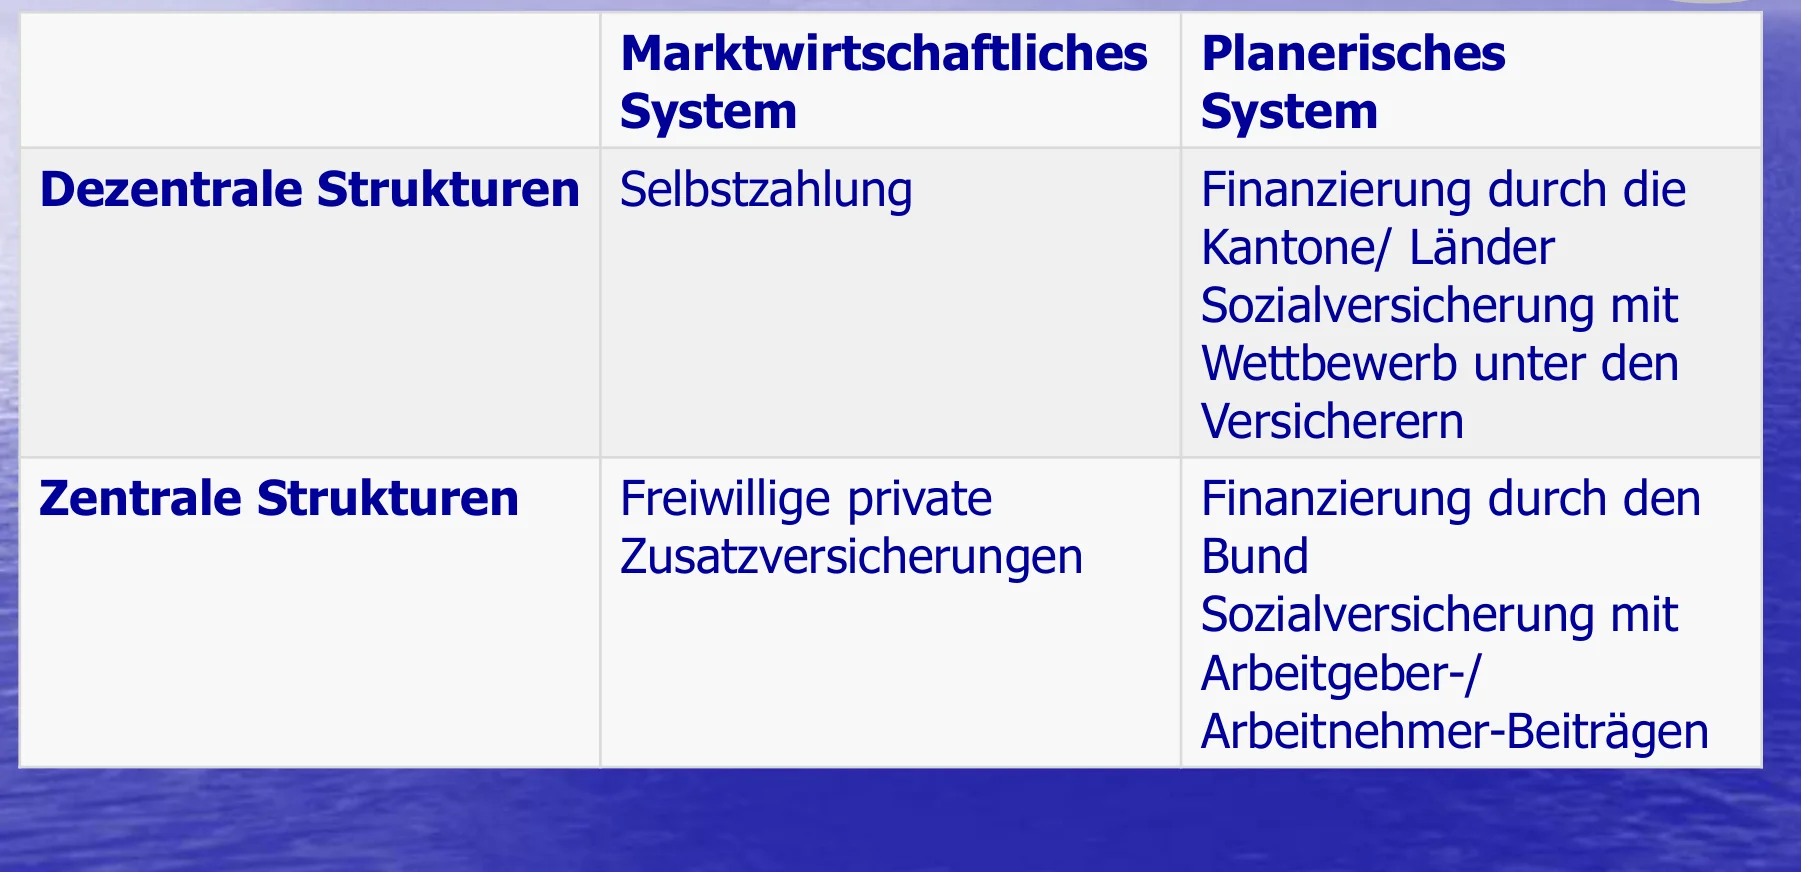 Marktwirtschaftliches
System
Planerisches
System
Dezentrale Strukturen
Selbstzahlung
Finanzierung durch die
Kantone/ Länder
Sozialversicherung mit
Wettbewerb unter den
Versicherern
Zentrale Strukturen
Freiwillige private
Zusatzversicherungen
Finanzierung durch den
Bund
Sozialversicherung mit
Arbeitgeber-/
Arbeitnehmer-Beiträgen